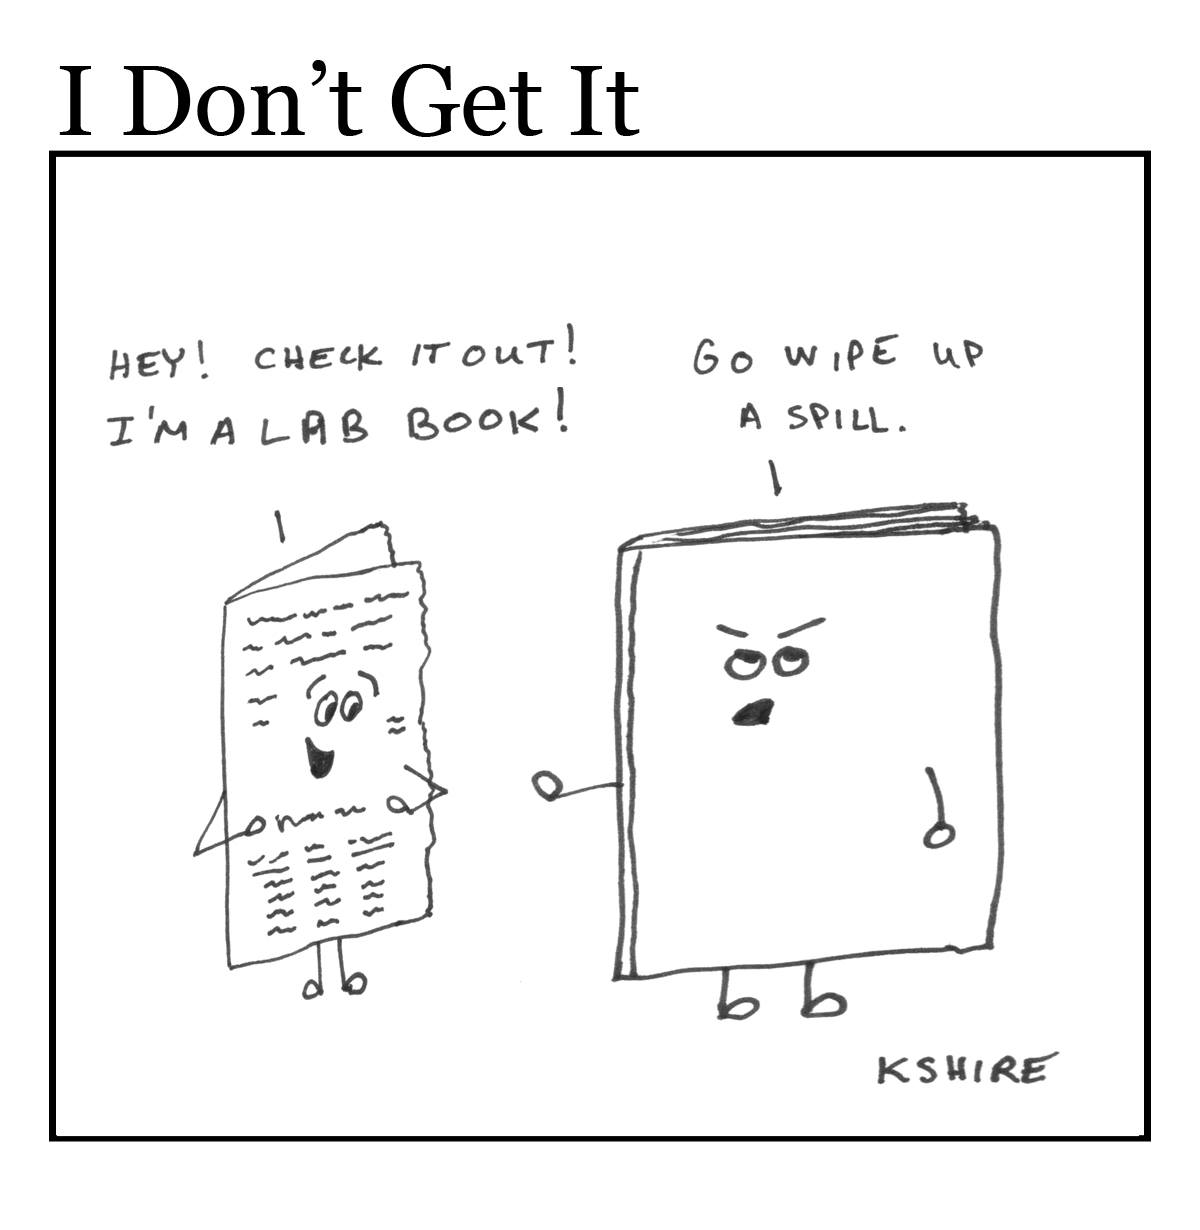 I Don't Get It
HEY! CHECK IT OUT!
I'M A LAB BOOK!
GO WIPE UP
A SPILL.
KSHIRE